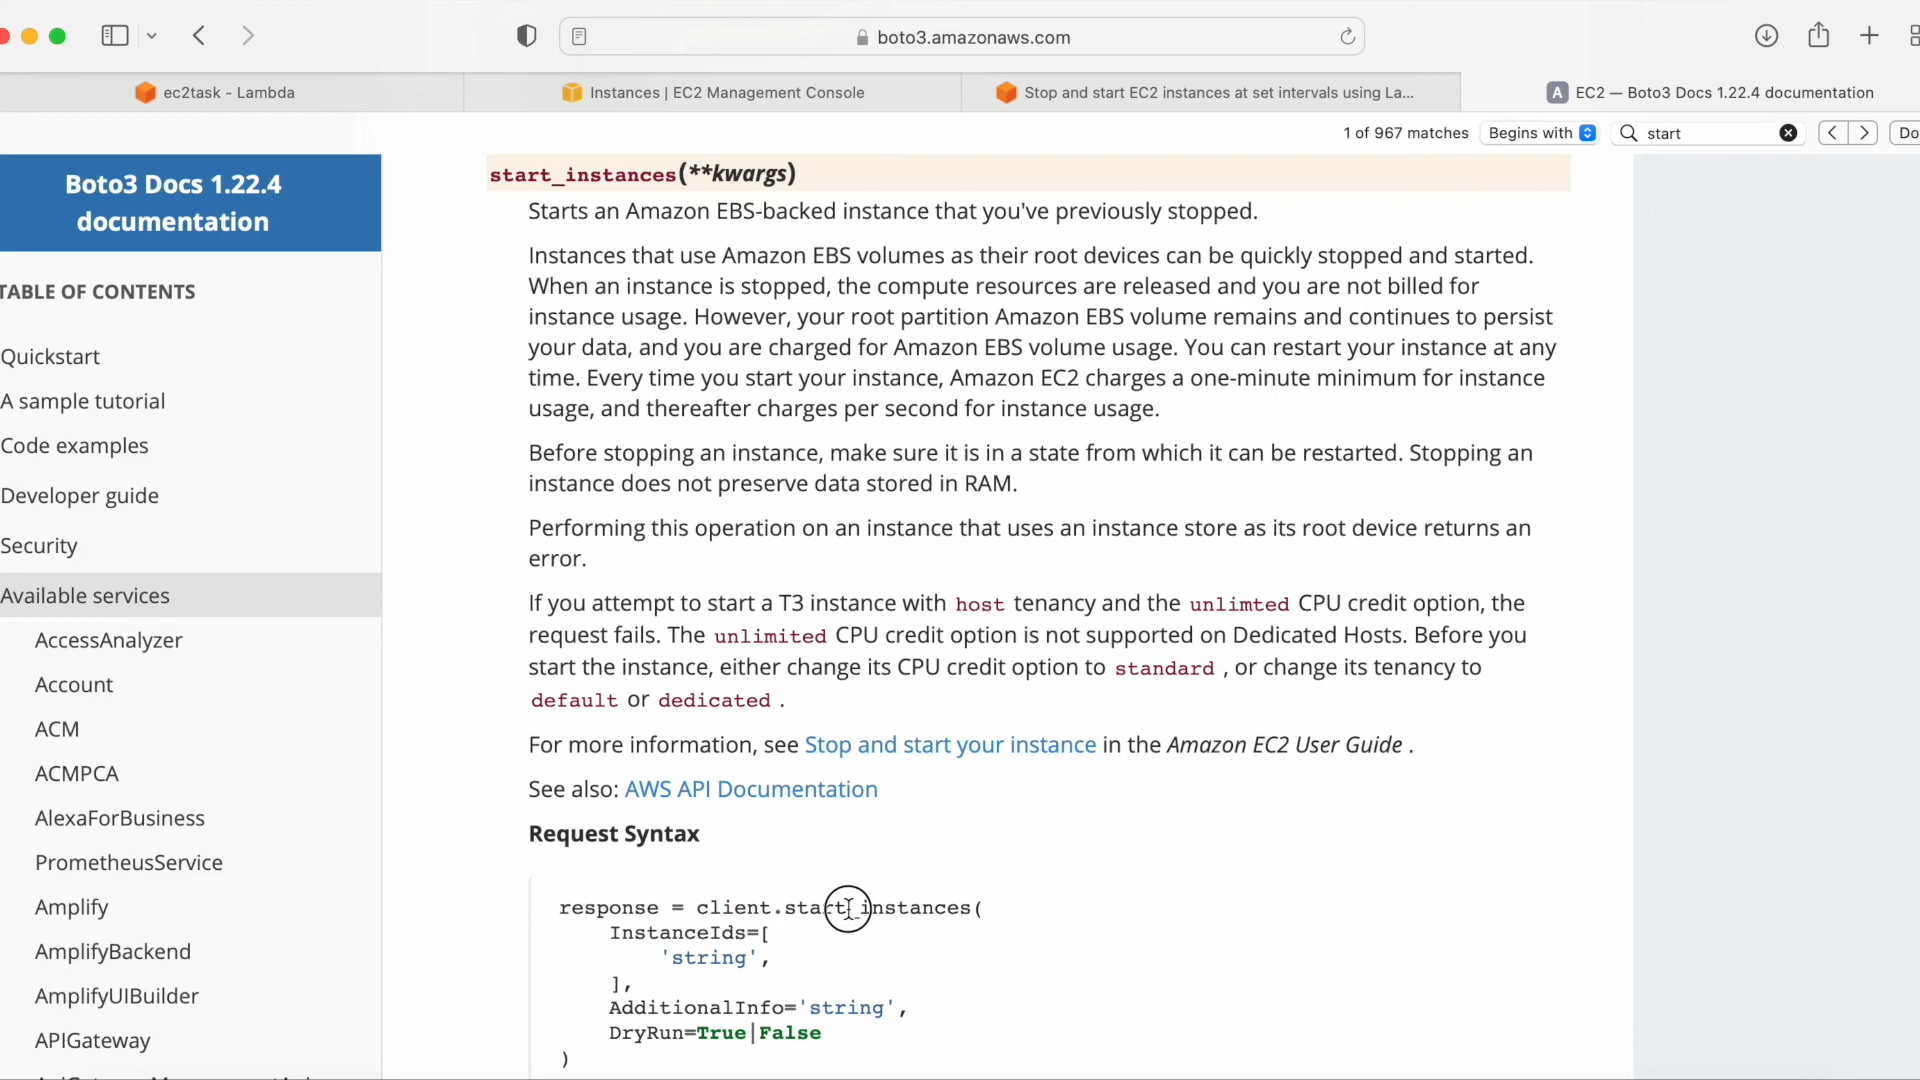 boto3.amazonaws.com
ec2task - Lambda
Instances | EC2 Management Console
Stop and start EC2 instances at set intervals using La...
A EC2 — Boto3 Docs 1.22.4 documentation
1 of 967 matches
Begins with
start
Do
Boto3 Docs 1.22.4
documentation
TABLE OF CONTENTS
Quickstart
A sample tutorial
Code examples
Developer guide
Security
Available services
AccessAnalyzer
Account
ACM
ACMPCA
AlexaForBusiness
PrometheusService
Amplify
AmplifyBackend
AmplifyUIBuilder
APIGateway
start_instances(**kwargs)
Starts an Amazon EBS-backed instance that you've previously stopped.
Instances that use Amazon EBS volumes as their root devices can be quickly stopped and started.
When an instance is stopped, the compute resources are released and you are not billed for
instance usage. However, your root partition Amazon EBS volume remains and continues to persist
your data, and you are charged for Amazon EBS volume usage. You can restart your instance at any
time. Every time you start your instance, Amazon EC2 charges a one-minute minimum for instance
usage, and thereafter charges per second for instance usage.
Before stopping an instance, make sure it is in a state from which it can be restarted. Stopping an
instance does not preserve data stored in RAM.
Performing this operation on an instance that uses an instance store as its root device returns an
error.
If you attempt to start a T3 instance with host tenancy and the unlimted CPU credit option, the
request fails. The unlimited CPU credit option is not supported on Dedicated Hosts. Before you
start the instance, either change its CPU credit option to standard , or change its tenancy to
default or dedicated .
For more information, see Stop and start your instance in the Amazon EC2 User Guide .
See also: AWS API Documentation
Request Syntax
response = client.start_instances(
InstanceIds=[
'string',
],
AdditionalInfo='string',
DryRun=True|False
)